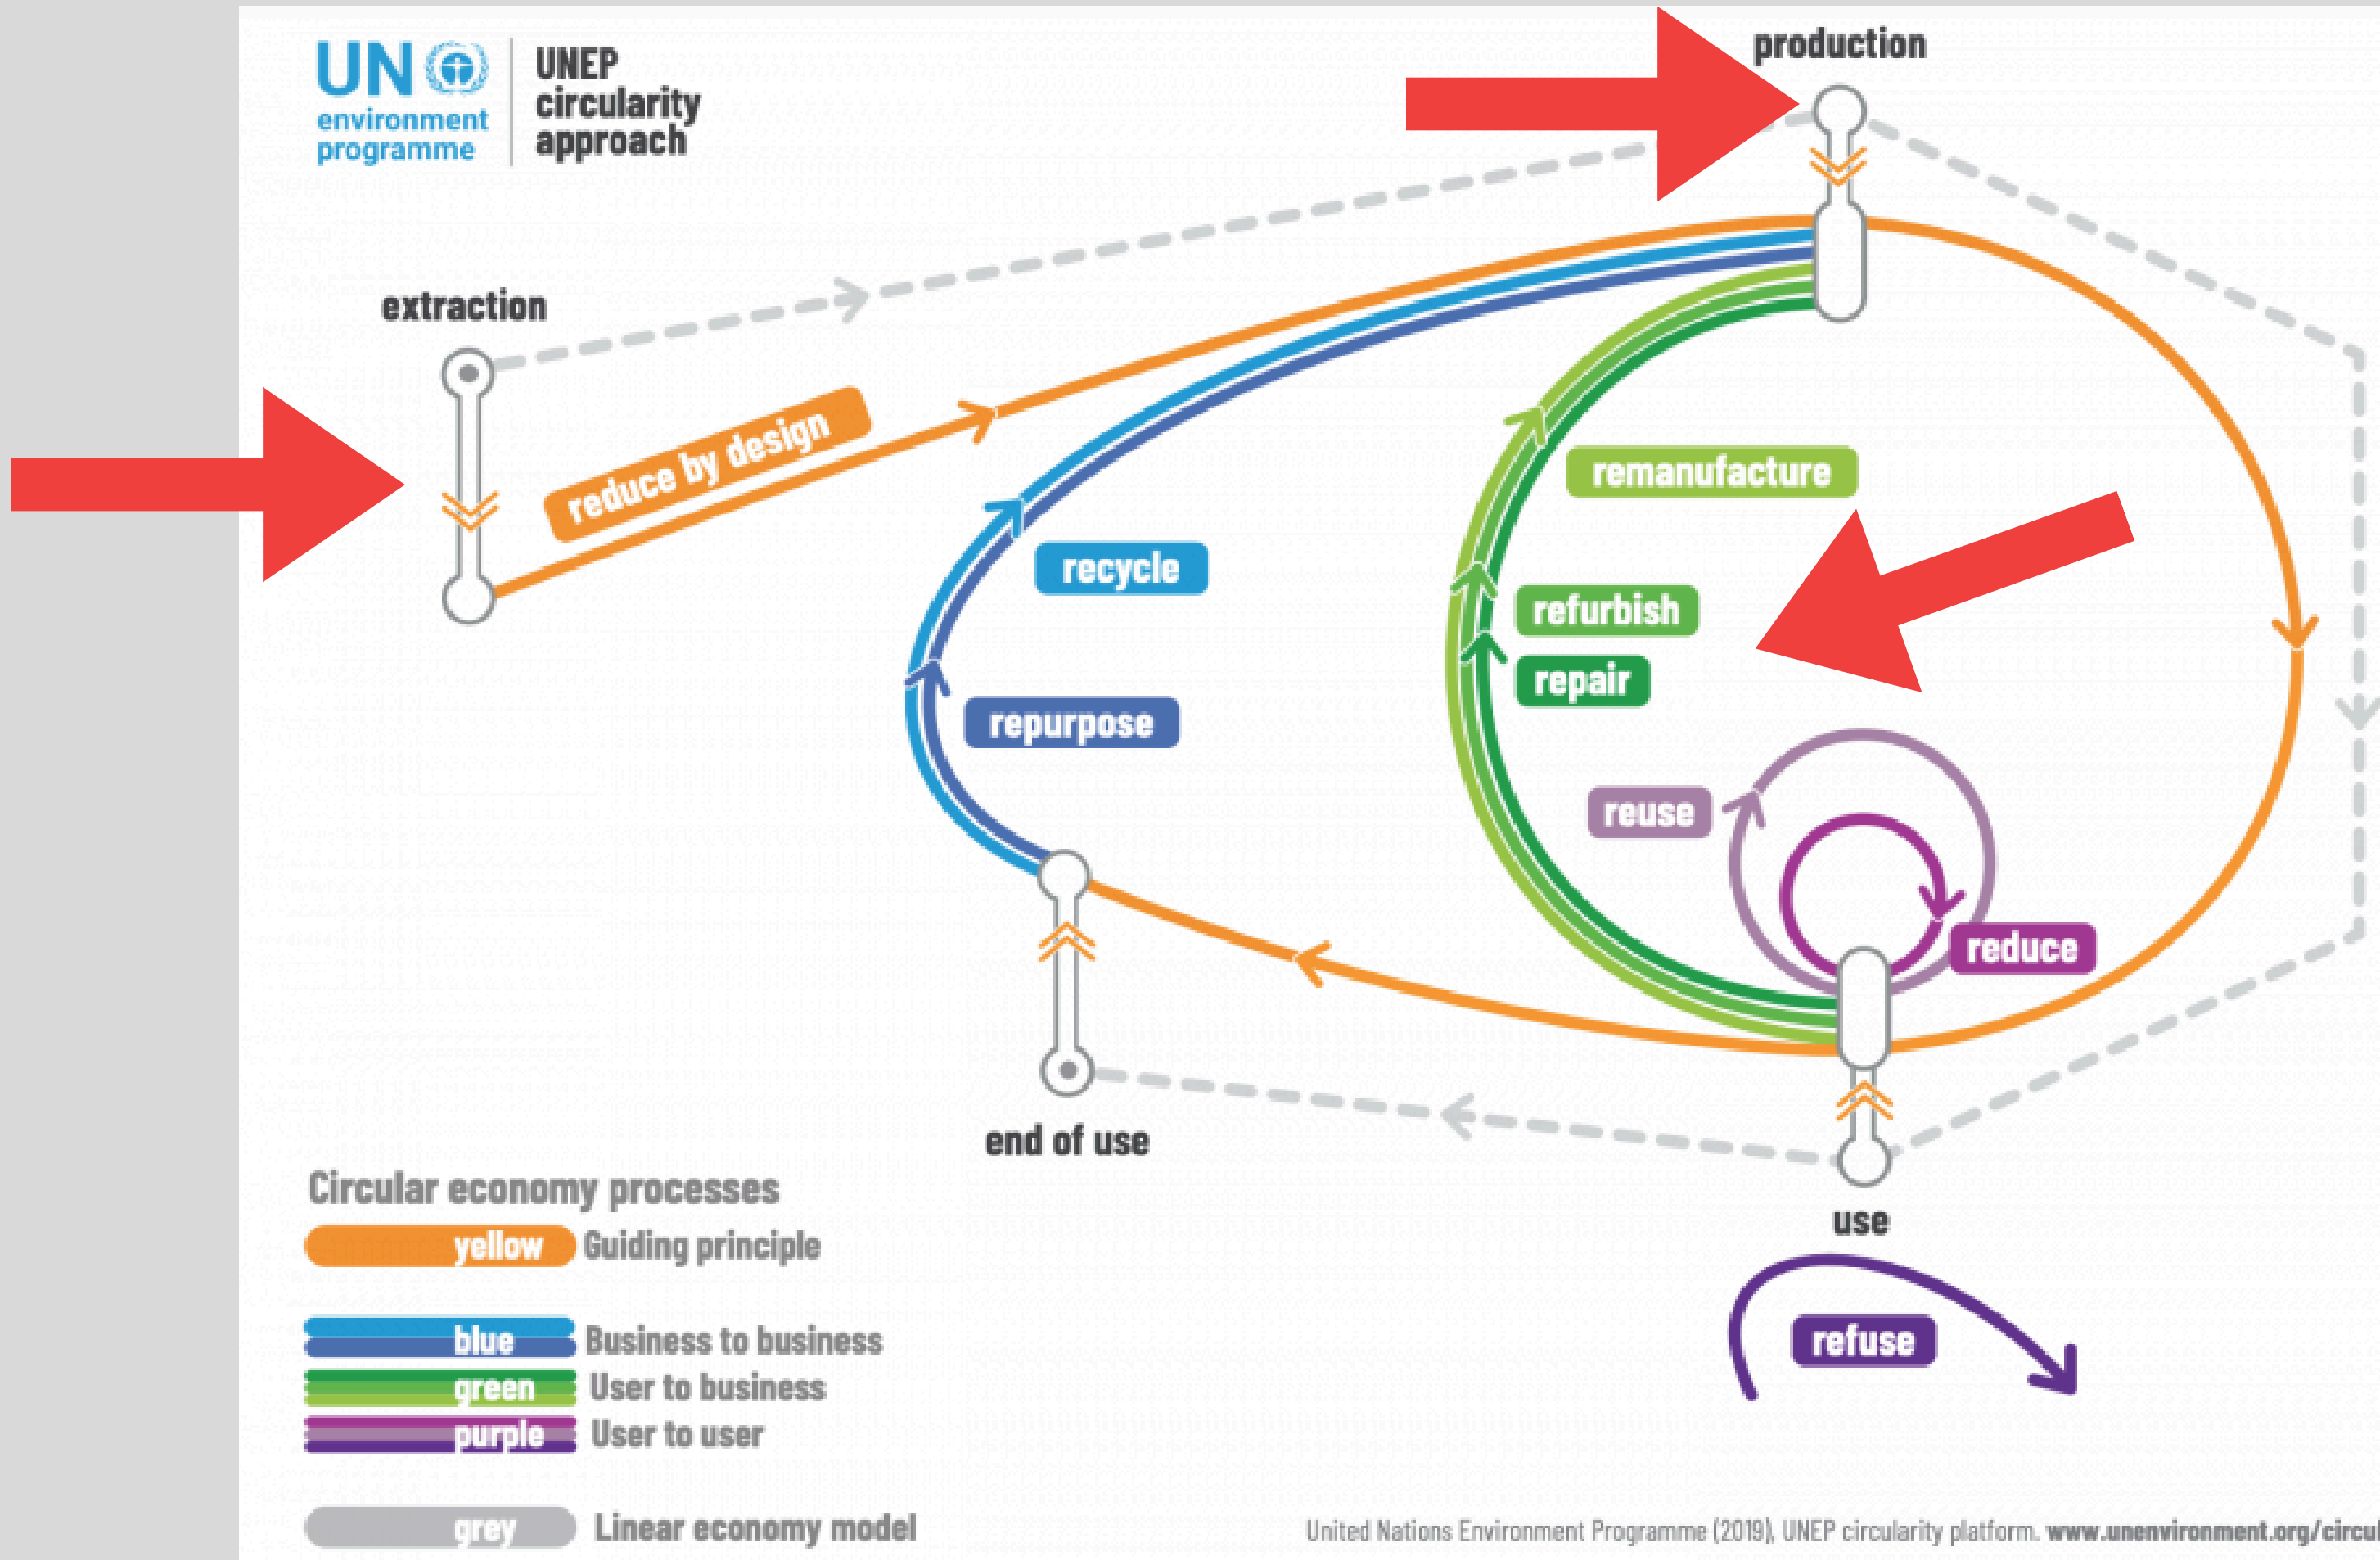 UN
environment
programme
UNEP
circularity
approach
production
extraction
reduce by design
remanufacture
recycle
refurbish
repair
repurpose
reuse
reduce
end of use
use
refuse
Circular economy processes
yellow Guiding principle
blue Business to business
green User to business
purple User to user
grey Linear economy model
United Nations Environment Programme (2019), UNEP circularity platform. www.unenvironment.org/circul